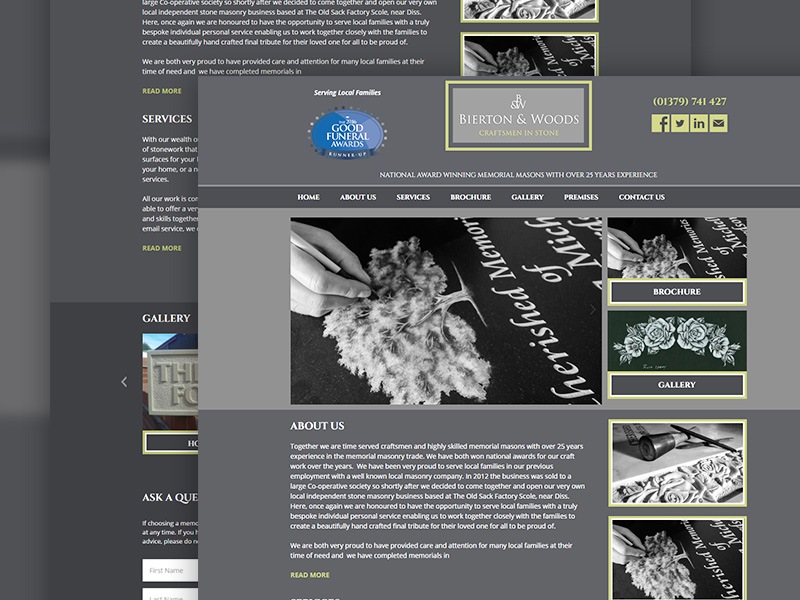 large Co-operative society so shortly after we decided to come together and open our very own
local independent stone masonry business based at The Old Sack Factory Scole, near Diss.
Here, once again we are honoured to have the opportunity to serve local families with a truly
bespoke individual personal service enabling us to work together closely with the families to
create a beautifully hand crafted final tribute for their loved one for all to be proud of.
We are both very proud to have provided care and attention for many local families at their
time of need and we have completed memorials in
READ MORE
SERVICES
With our wealth o
of stonework that
surfaces for your
your home, or a n
services.
All our work is com
able to offer a very
and skills together
email service, we c
READ MORE
GALLERY
HO
ASK A QUE
If choosing a memo
at any time. If you h
advice, please do n
First Name
Last Name
Serving Local Families
GOOD
FUNERAL
AWARDS
RUNNER-UP
B&W
BIERTON & WOODS
CRAFTSMEN IN STONE
(01379) 741 427
NATIONAL AWARD WINNING MEMORIAL MASONS WITH OVER 25 YEARS EXPERIENCE
HOME ABOUT US SERVICES BROCHURE GALLERY PREMISES CONTACT US
herished Memories
of
Mich
BROCHURE
GALLERY
ABOUT US
Together we are time served craftsmen and highly skilled memorial masons with over 25 years
experience in the memorial masonry trade. We have both won national awards for our craft
work over the years. We have been very proud to serve local families in our previous
employment with a well known local masonry company. In 2012 the business was sold to a
large Co-operative society so shortly after we decided to come together and open our very own
local independent stone masonry business based at The Old Sack Factory Scole, near Diss.
Here, once again we are honoured to have the opportunity to serve local families with a truly
bespoke individual personal service enabling us to work together closely with the families to
create a beautifully hand crafted final tribute for their loved one for all to be proud of.
We are both very proud to have provided care and attention for many local families at their
time of need and we have completed memorials in
READ MORE